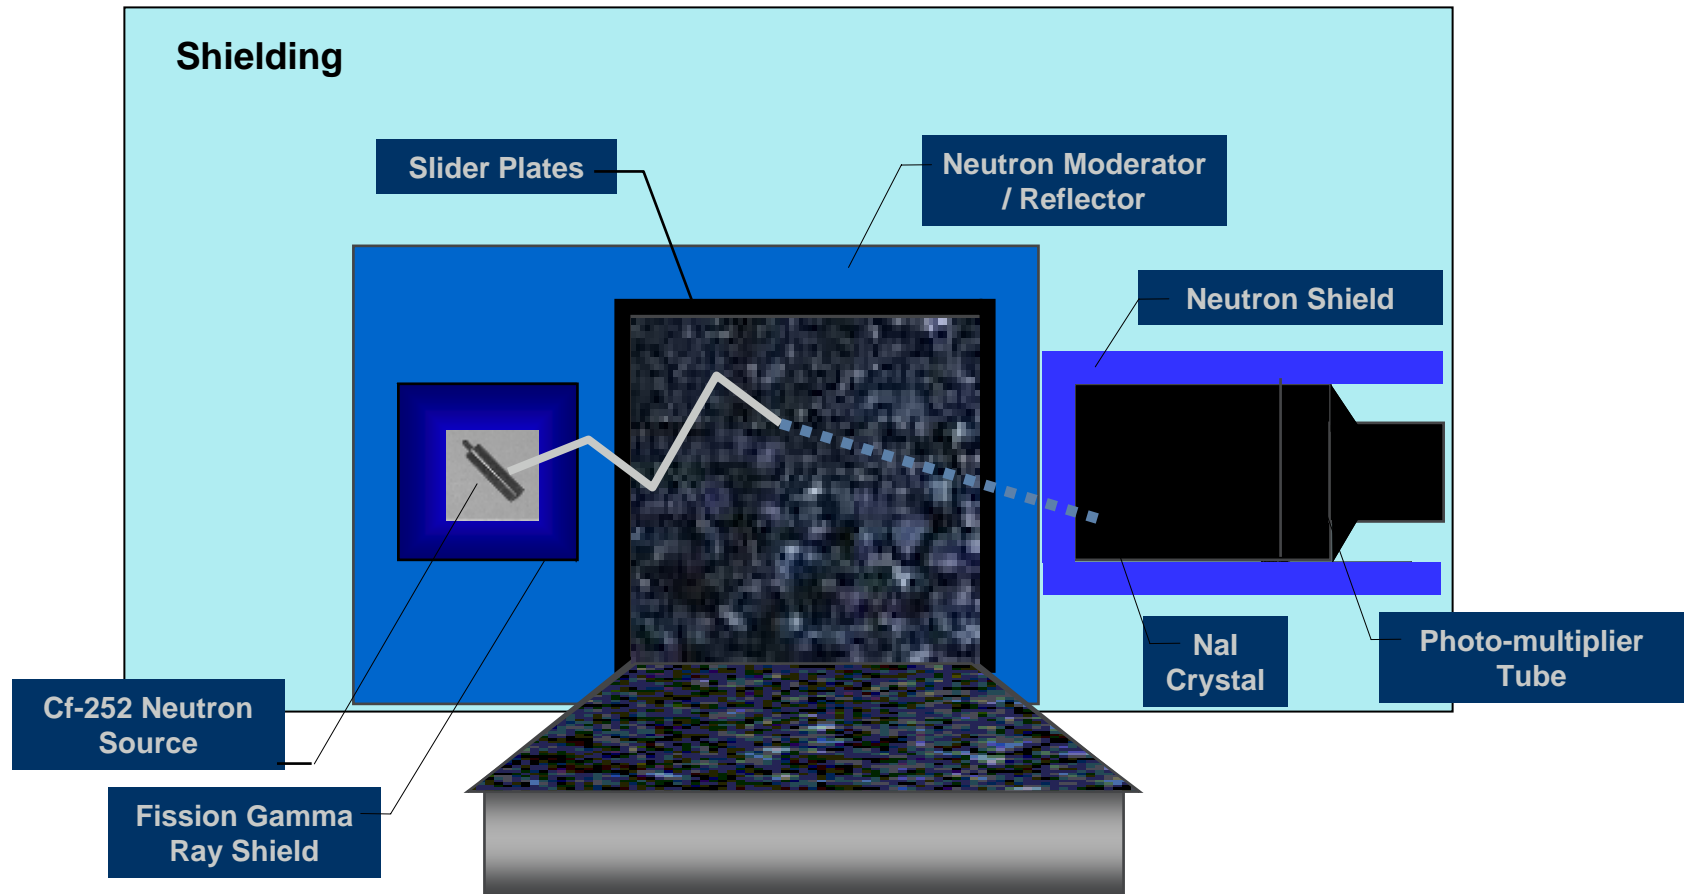 Shielding
Slider Plates
Neutron Moderator
/ Reflector
Neutron Shield
NaI
Crystal
Photo-multiplier
Tube
Cf-252 Neutron
Source
Fission Gamma
Ray Shield